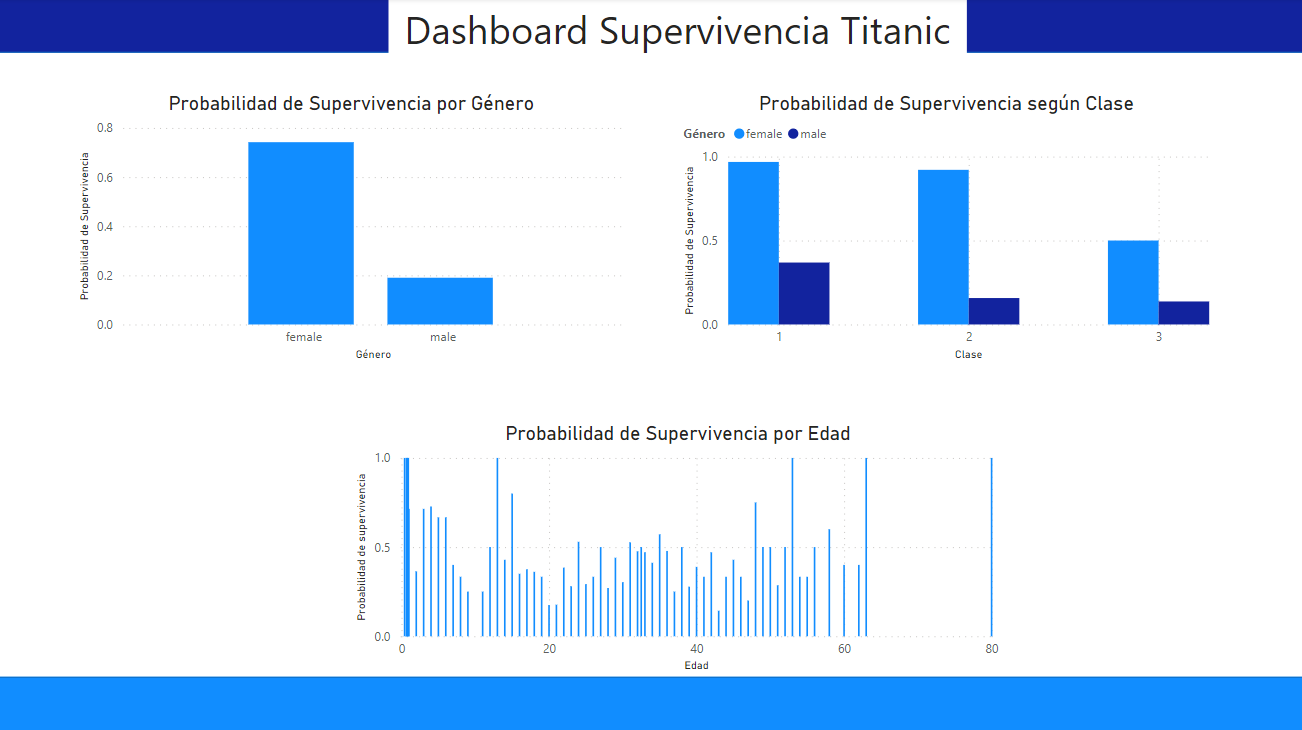 Dashboard Supervivencia Titanic
Probabilidad de Supervivencia por Género
Probabilidad de Supervivencia
0.8
0.6
0.4
0.2
0.0
female male
Género
Probabilidad de Supervivencia según Clase
Género female male
Probabilidad de Supervivencia
1.0
0.5
0.0
1 2 3
Clase
Probabilidad de Supervivencia por Edad
Probabilidad de supervivencia
1.0
0.5
0.0
0 20 40 60 80
Edad